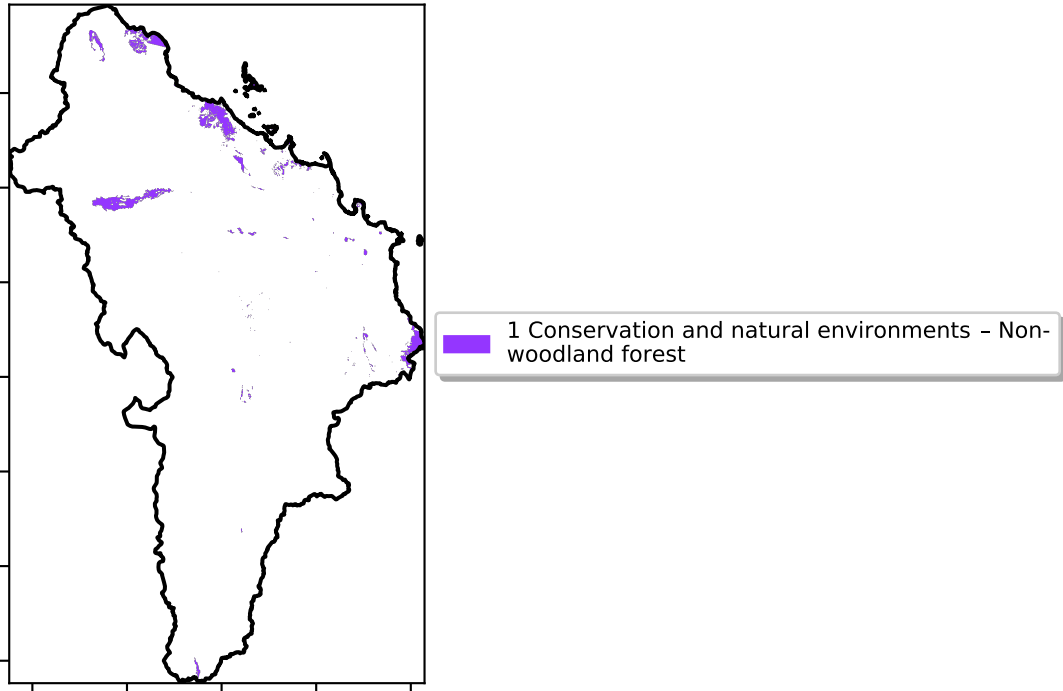 1 Conservation and natural environments – Non-
woodland forest